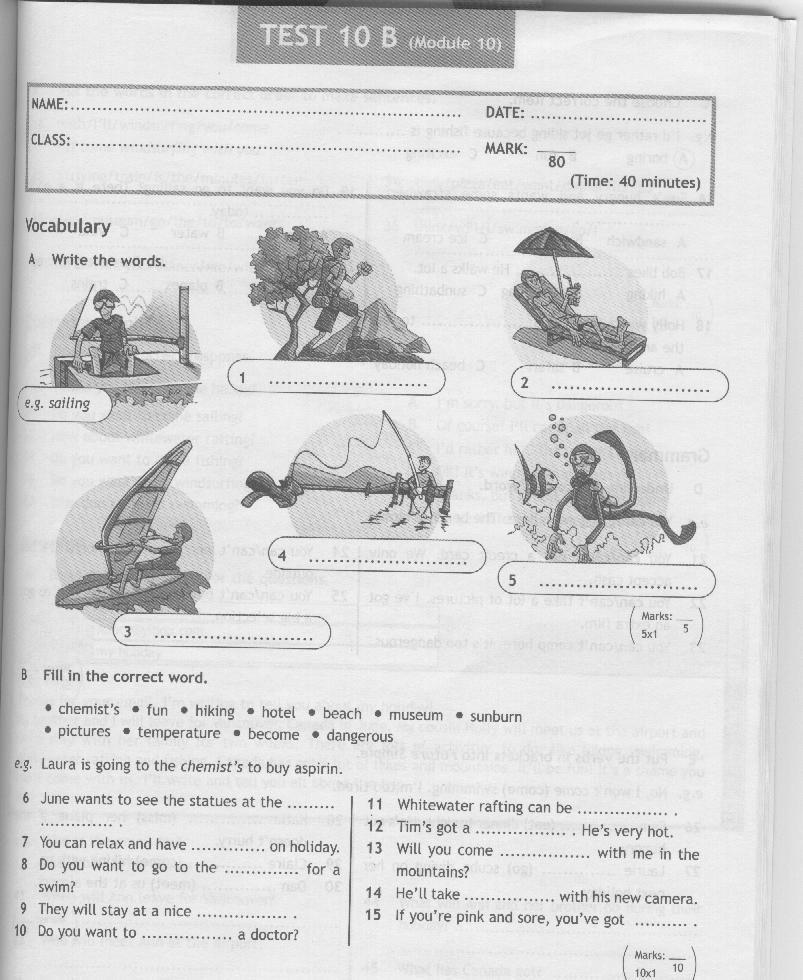 TEST 10 B (Module 10)
NAME:................................................................
DATE: ............................
CLASS: ...............................................................
MARK: __
80
(Time: 40 minutes)
Vocabulary
A Write the words.
e.g. sailing
1 ..........................
2 ..........................
3 ..........................
4 ..........................
5 ..........................
Marks: __
5x1 5
B Fill in the correct word.
• chemist's • fun • hiking • hotel • beach • museum • sunburn
• pictures • temperature • become • dangerous
e.g. Laura is going to the chemist's to buy aspirin.
6 June wants to see the statues at the .........
............... .
7 You can relax and have ............ on holiday.
8 Do you want to go to the ............. for a
swim?
9 They will stay at a nice ............... .
10 Do you want to ............... a doctor?
11 Whitewater rafting can be ............... .
12 Tim's got a ............... . He's very hot.
13 Will you come ............... with me in the
mountains?
14 He'll take ............... with his new camera.
15 If you're pink and sore, you've got .......... .
Marks: __
10x1 10